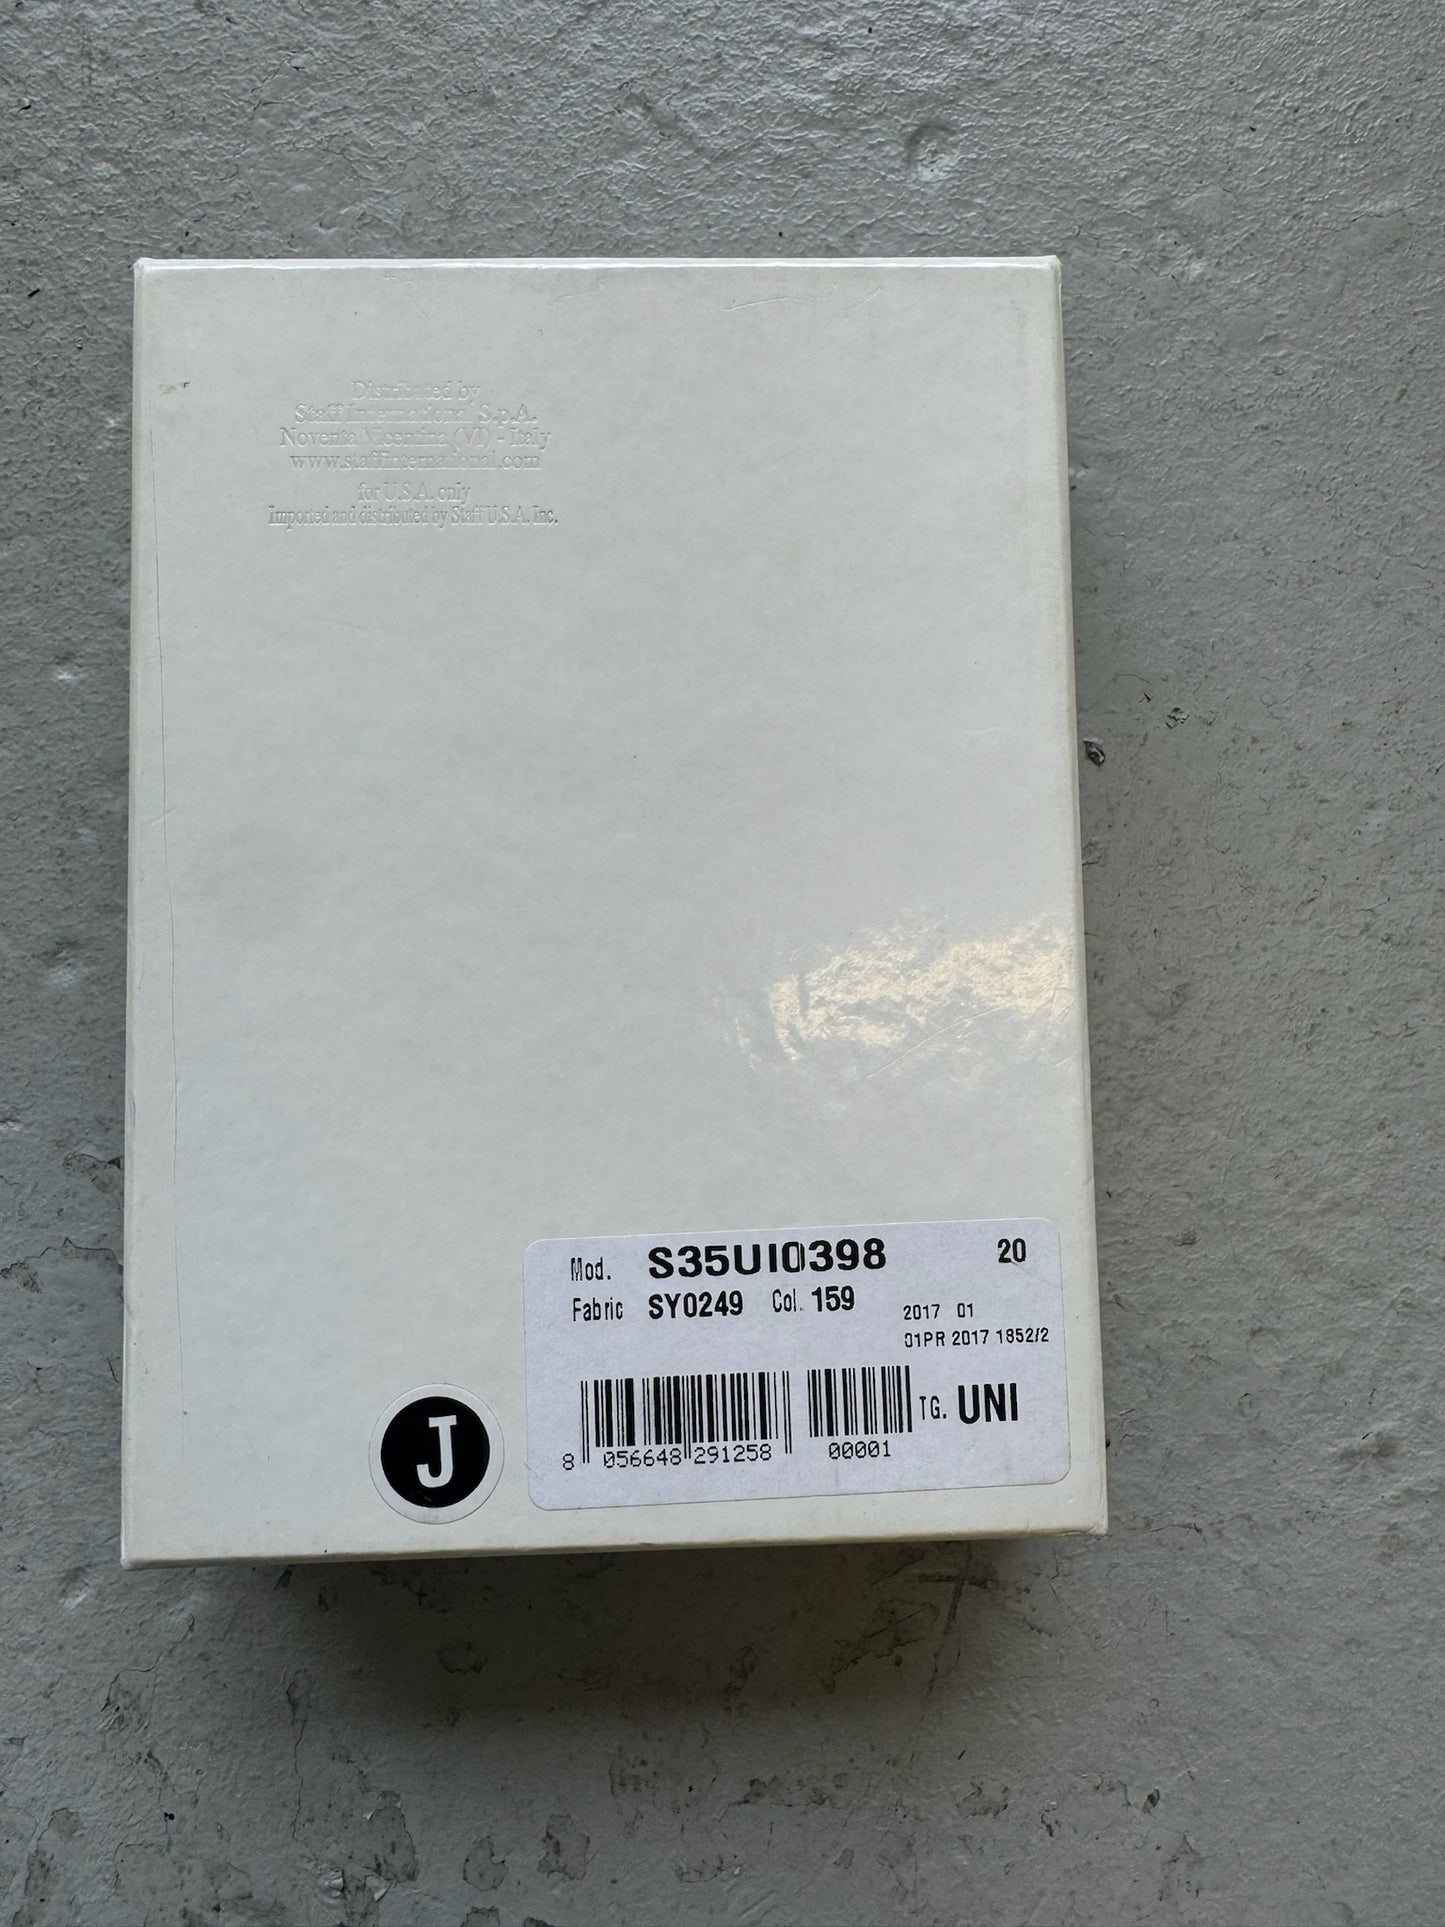 Distributed by
Staff International S.p.A.
Noventa Vicentina (VI) - Italy
www.staffinternational.com
for U.S.A. only
Imported and distributed by Staff U.S.A. Inc.
Mod. S35UI0398 20
Fabric SY0249 Col. 159
2017 01
01PR 2017 1852/2
TG. UNI
8 056648 291258 00001
J